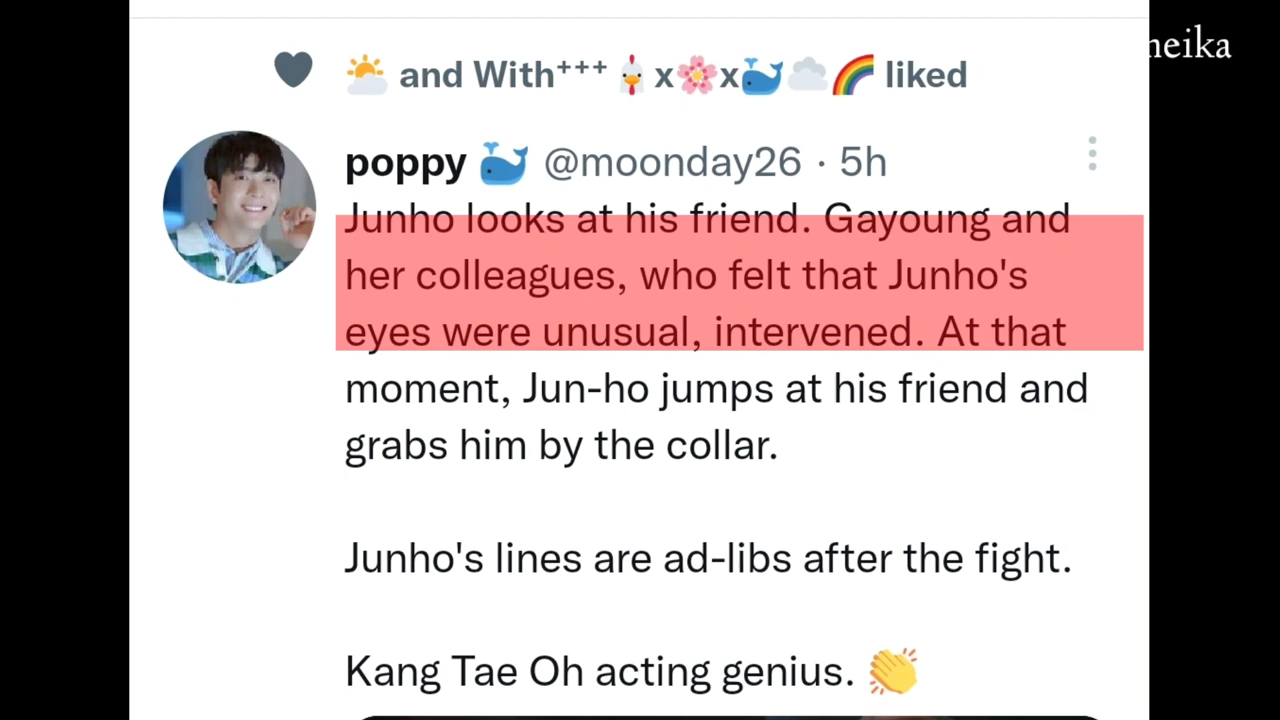 🌤️ and With⁺⁺⁺🐓x🌸x🐳☁️🌈 liked
poppy 🐳 @moonday26 · 5h
Junho looks at his friend. Gayoung and
her colleagues, who felt that Junho's
eyes were unusual, intervened. At that
moment, Jun-ho jumps at his friend and
grabs him by the collar.
Junho's lines are ad-libs after the fight.
Kang Tae Oh acting genius. 👏